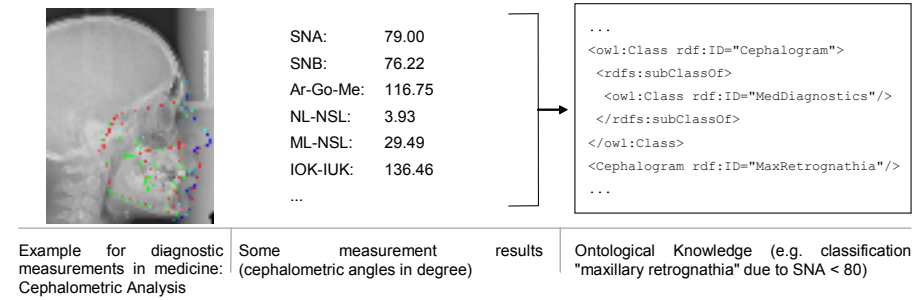 SNA: 79.00
SNB: 76.22
Ar-Go-Me: 116.75
NL-NSL: 3.93
ML-NSL: 29.49
IOK-IUK: 136.46
...
...
<owl:Class rdf:ID="Cephalogram">
<rdfs:subClassOf>
<owl:Class rdf:ID="MedDiagnostics"/>
</rdfs:subClassOf>
</owl:Class>
<Cephalogram rdf:ID="MaxRetrognathia"/>
...
Example for diagnostic
measurements in medicine:
Cephalometric Analysis
Some measurement results
(cephalometric angles in degree)
Ontological Knowledge (e.g. classification
"maxillary retrognathia" due to SNA < 80)